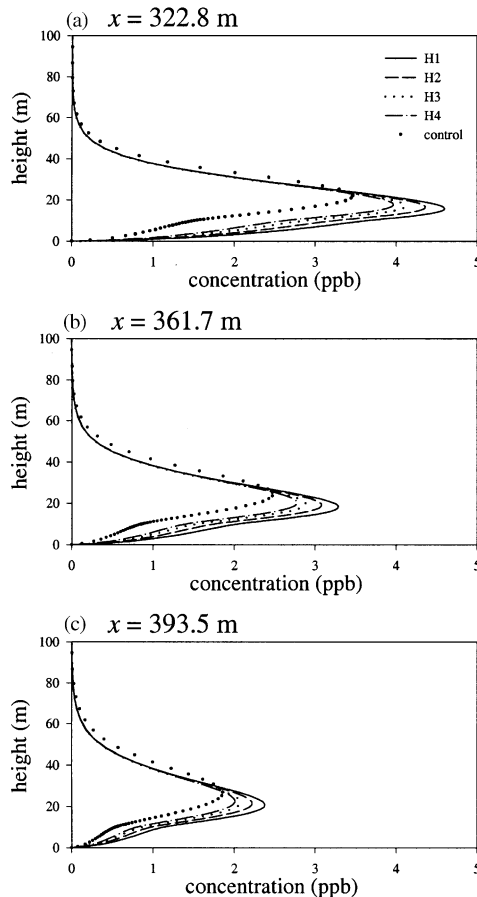 (a) x = 322.8 m
100
80
60
40
20
0
height (m)
H1
H2
H3
H4
control
0 1 2 3 4 5
concentration (ppb)
(b) x = 361.7 m
100
80
60
40
20
0
height (m)
0 1 2 3 4 5
concentration (ppb)
(c) x = 393.5 m
100
80
60
40
20
0
height (m)
0 1 2 3 4 5
concentration (ppb)